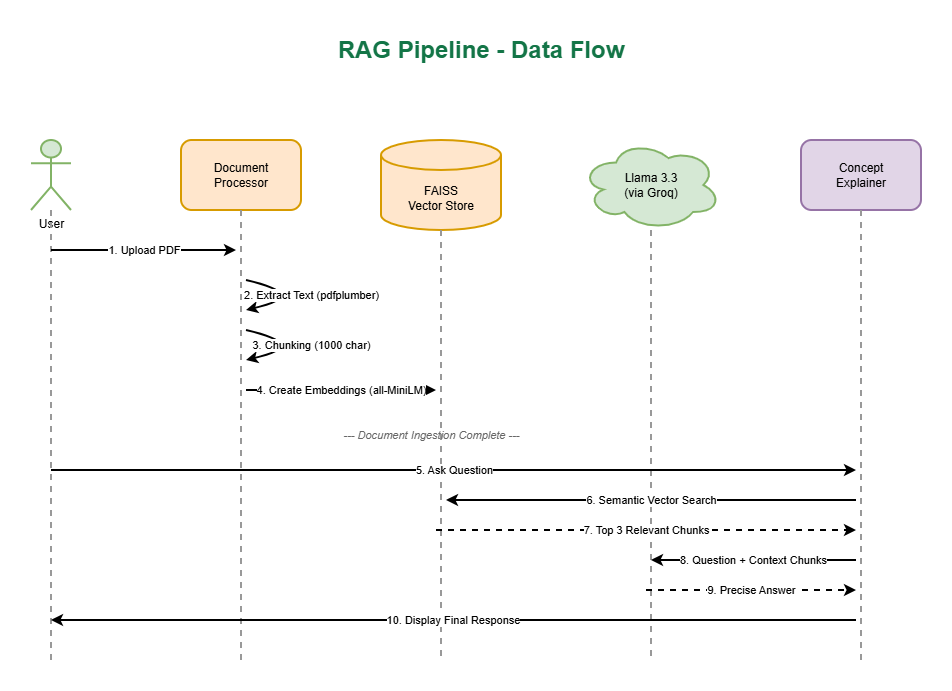 RAG Pipeline - Data Flow
Document
Processor
FAISS
Vector Store
Llama 3.3
(via Groq)
Concept
Explainer
User
1. Upload PDF
2. Extract Text (pdfplumber)
3. Chunking (1000 char)
4. Create Embeddings (all-MiniLM)
--- Document Ingestion Complete ---
5. Ask Question
6. Semantic Vector Search
7. Top 3 Relevant Chunks
8. Question + Context Chunks
9. Precise Answer
10. Display Final Response